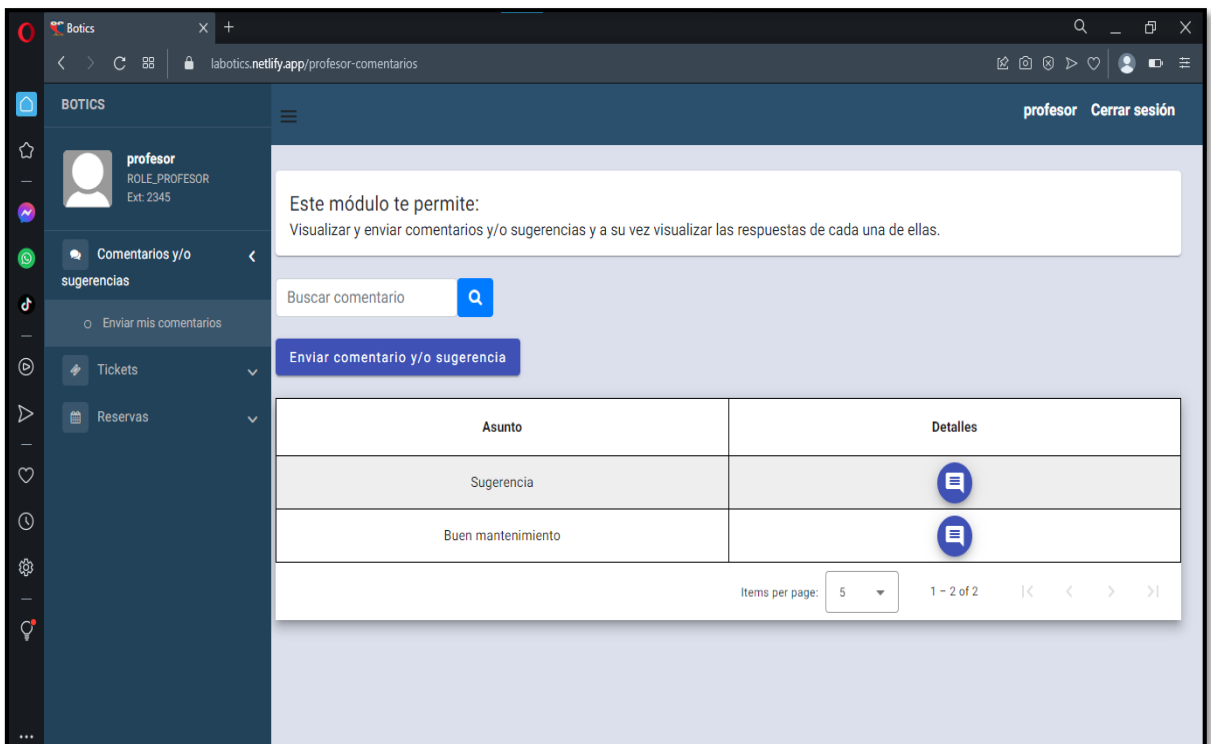 Botics
labotics.netlify.app/profesor-comentarios
BOTICS
profesor Cerrar sesión
profesor
ROLE_PROFESOR
Ext: 2345
Comentarios y/o
sugerencias
Enviar mis comentarios
Tickets
Reservas
Este módulo te permite:
Visualizar y enviar comentarios y/o sugerencias y a su vez visualizar las respuestas de cada una de ellas.
Buscar comentario
Enviar comentario y/o sugerencia
Asunto Detalles
Sugerencia
Buen mantenimiento
Items per page: 5 1 – 2 of 2